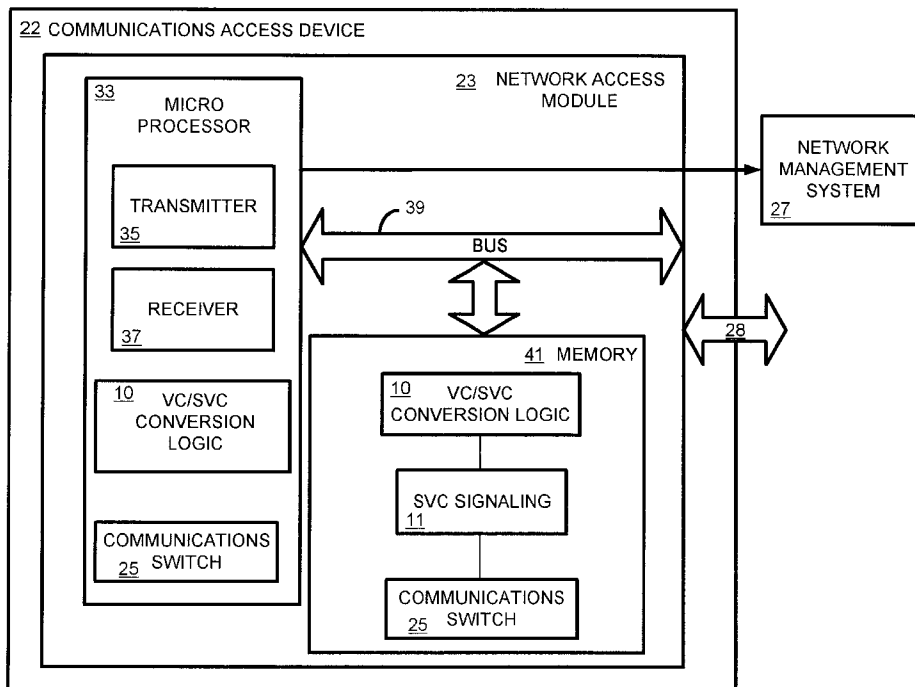 22 COMMUNICATIONS ACCESS DEVICE
23 NETWORK ACCESS
MODULE
33
MICRO
PROCESSOR
TRANSMITTER
35
RECEIVER
37
10
VC/SVC
CONVERSION
LOGIC
COMMUNICATIONS
SWITCH
25
39
BUS
41 MEMORY
10 VC/SVC
CONVERSION LOGIC
SVC SIGNALING
11
COMMUNICATIONS
25 SWITCH
NETWORK
MANAGEMENT
SYSTEM
27
28